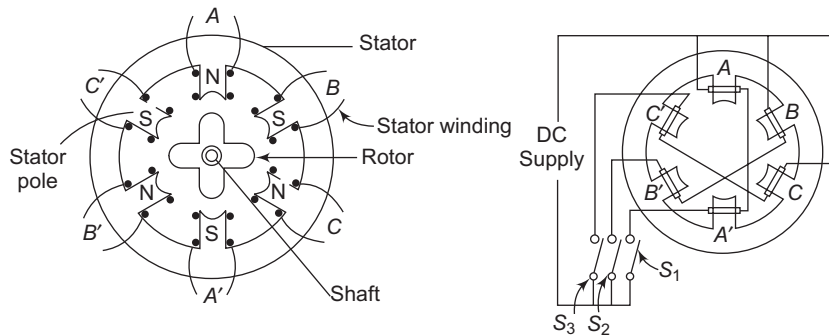 A
Stator
N
C'
B
S
S
Stator winding
Stator
pole
Rotor
N
N
B'
C
S
A'
Shaft
A
C'
B
DC
Supply
B'
C
A'
S1
S3
S2